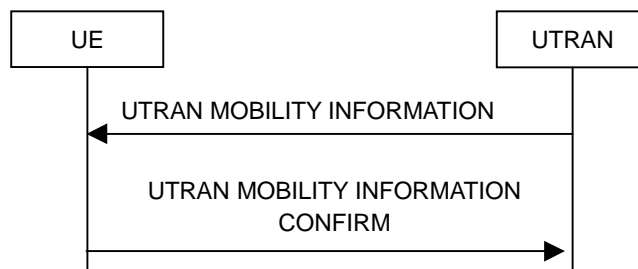 UE
UTRAN
UTRAN MOBILITY INFORMATION
UTRAN MOBILITY INFORMATION
CONFIRM